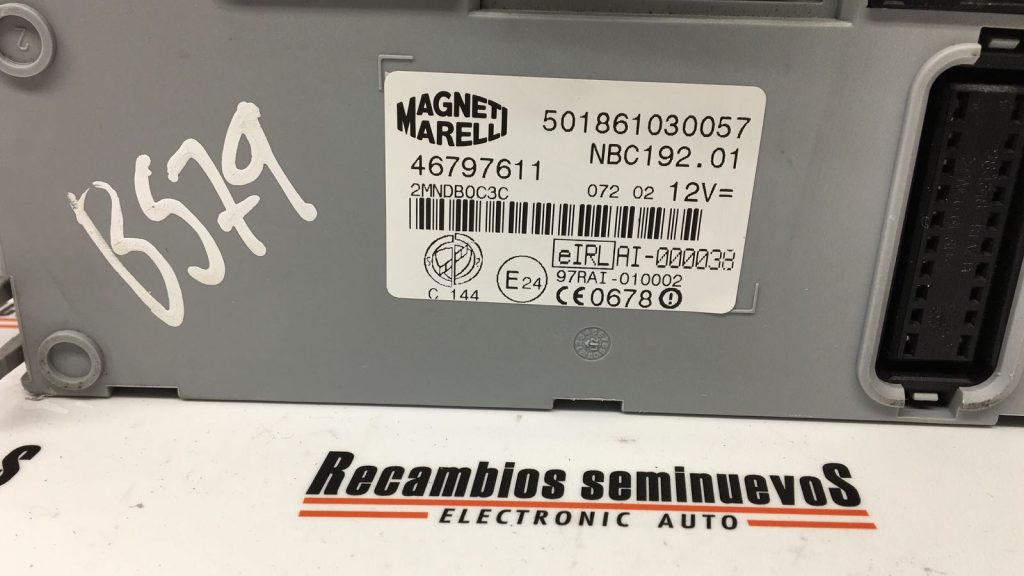 2
B579
MAGNETI
MARELLI
501861030057
NBC192.01
46797611
2MNDB0C3C
072 02 12V=
eIRL AI-000038
97RAI-010002
C 144
E24
CE0678
Recambios seminuevoS
ELECTRONIC AUTO
S